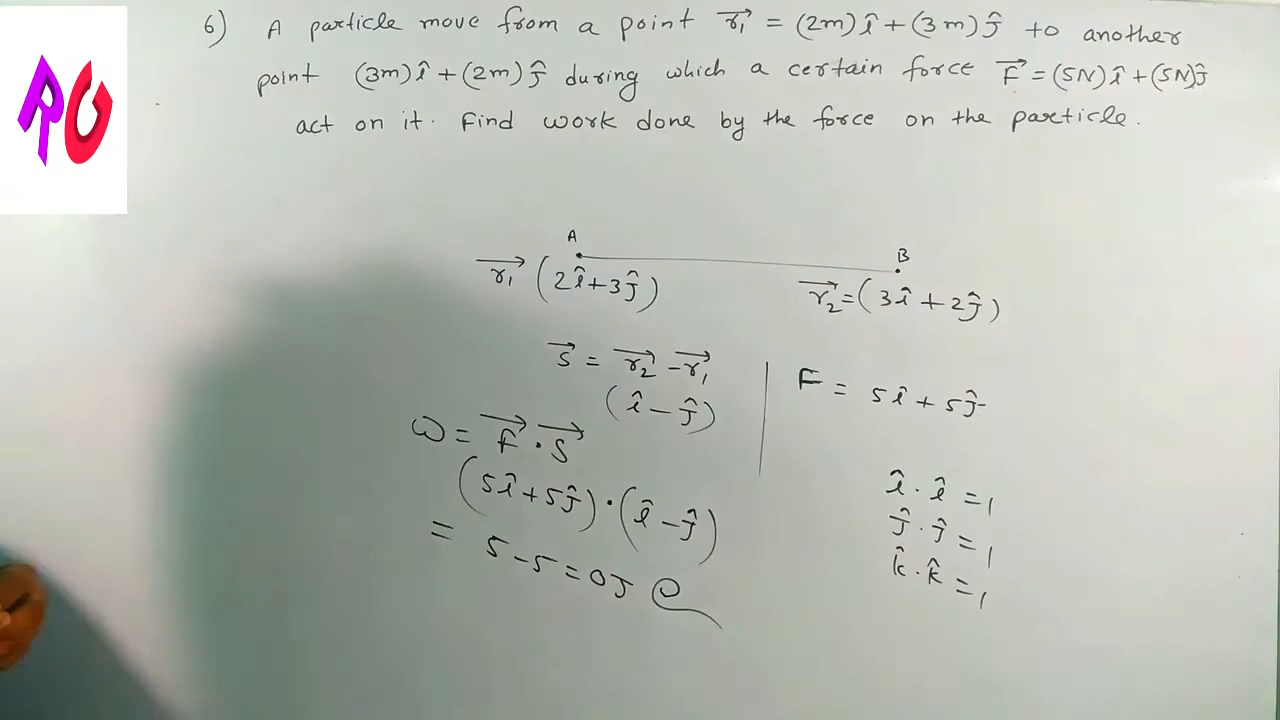 6) A particle move from a point r₁⃗ = (2m) î + (3m) ĵ to another
point (3m) î + (2m) ĵ during which a certain force F⃗ = (5N) î + (5N) ĵ
act on it. Find work done by the force on the particle.
RG
A
B
r₁⃗ (2î + 3ĵ)
r₂⃗ = (3î + 2ĵ)
S⃗ = r₂⃗ - r₁⃗
(î - ĵ)
F = 5î + 5ĵ
W = F⃗ . S⃗
(5î + 5ĵ) . (î - ĵ)
= 5 - 5 = 0J
î . î = 1
ĵ . ĵ = 1
k̂ . k̂ = 1